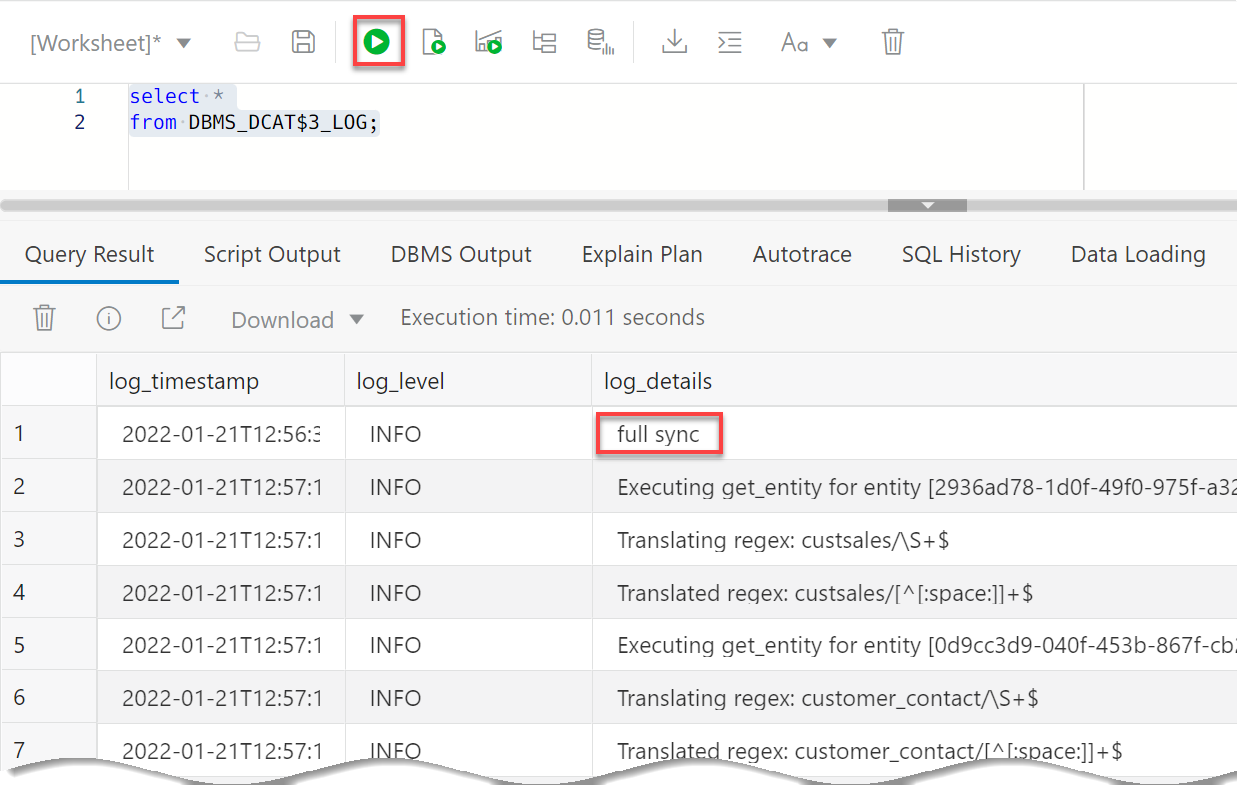 [Worksheet]* Aa
1 select *
2 from DBMS_DCAT$3_LOG;
Query Result Script Output DBMS Output Explain Plan Autotrace SQL History Data Loading
Download Execution time: 0.011 seconds
log_timestamp log_level log_details
1 2022-01-21T12:56:3 INFO full sync
2 2022-01-21T12:57:1 INFO Executing get_entity for entity [2936ad78-1d0f-49f0-975f-a32
3 2022-01-21T12:57:1 INFO Translating regex: custsales/\S+$
4 2022-01-21T12:57:1 INFO Translated regex: custsales/[^[:space:]]+$
5 2022-01-21T12:57:1 INFO Executing get_entity for entity [0d9cc3d9-040f-453b-867f-cb2
6 2022-01-21T12:57:1 INFO Translating regex: customer_contact/\S+$
7 2022-01-21T12:57:1 INFO Translated regex: customer_contact/[^[:space:]]+$